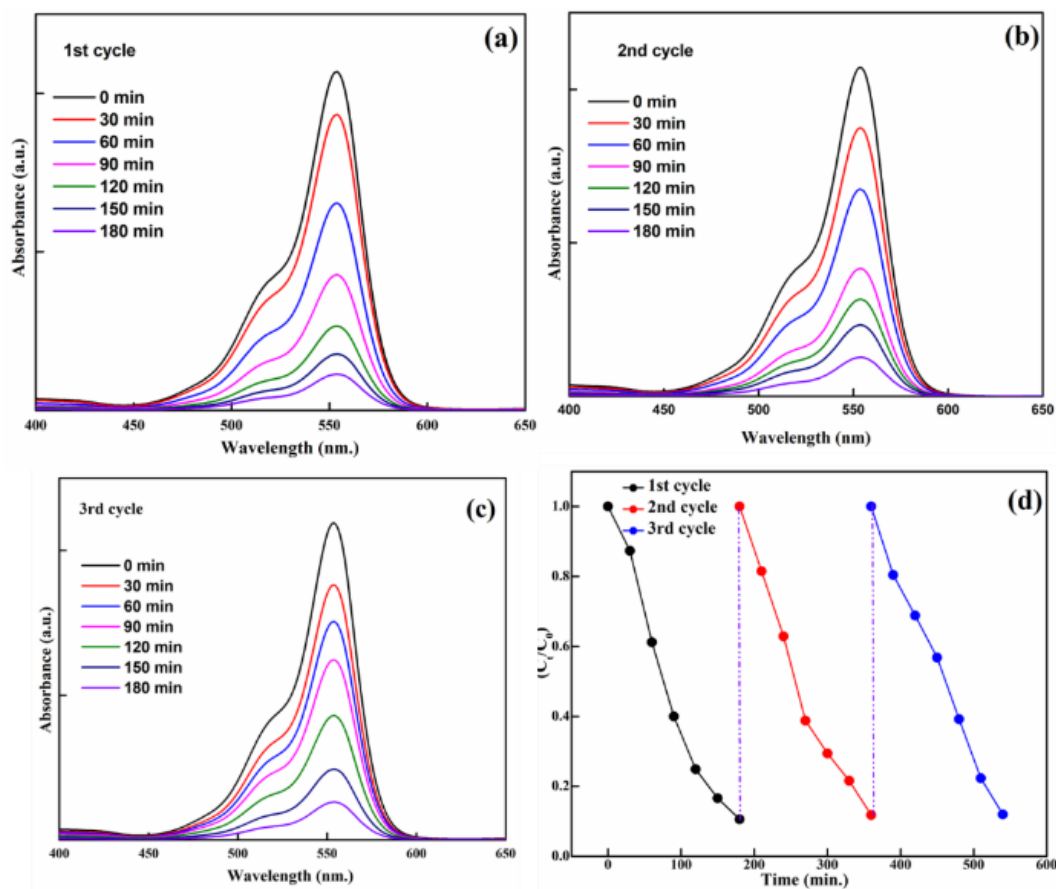 (a)
1st cycle
0 min
30 min
60 min
90 min
120 min
150 min
180 min
Absorbance (a.u.)
400 450 500 550 600 650
Wavelength (nm.)
(b)
2nd cycle
0 min
30 min
60 min
90 min
120 min
150 min
180 min
Absorbance (a.u.)
400 450 500 550 600 650
Wavelength (nm)
(c)
3rd cycle
0 min
30 min
60 min
90 min
120 min
150 min
180 min
Absorbance (a.u.)
400 450 500 550 600 650
Wavelength (nm.)
(d)
1st cycle
2nd cycle
3rd cycle
1.0
0.8
0.6
0.4
0.2
0.0
(Ct/C0)
0 100 200 300 400 500 600
Time (min.)